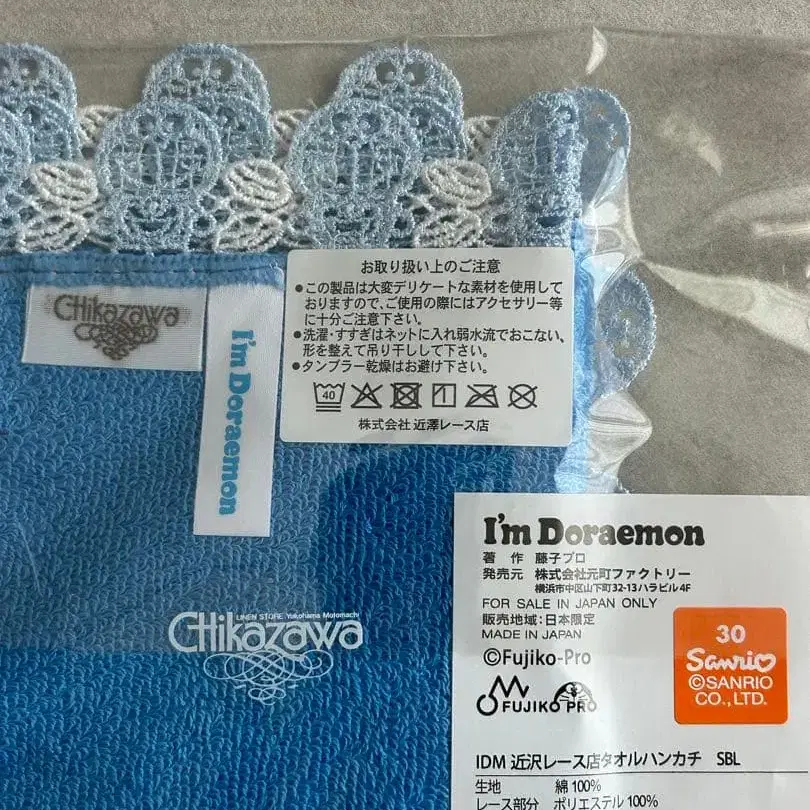 お取り扱い上のご注意
●この製品は大変デリケートな素材を使用して
おりますので、ご使用の際にはアクセサリー等
に十分ご注意下さい。
●洗濯・すすぎはネットに入れ弱水流でおこない、
形を整えて吊り干しして下さい。
●タンブラー乾燥はお避け下さい。
40
株式会社 近澤レース店
CHikazawa
I'm Doraemon
LINEN STORE Yokohama Motomachi
CHikazawa
I'm Doraemon
著 作 藤子プロ
発売元 株式会社元町ファクトリー
横浜市中区山下町32-13ハラビル4F
FOR SALE IN JAPAN ONLY
販売地域:日本限定
MADE IN JAPAN
©Fujiko-Pro
FUJIKO PRO
30
Sanrio
©SANRIO
CO.,LTD.
IDM 近沢レース店タオルハンカチ SBL
生地 綿100%
レース部分 ポリエステル100%